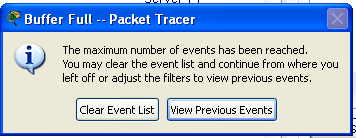 Buffer Full -- Packet Tracer
The maximum number of events has been reached.
You may clear the event list and continue from where you
left off or adjust the filters to view previous events.
Clear Event List
View Previous Events